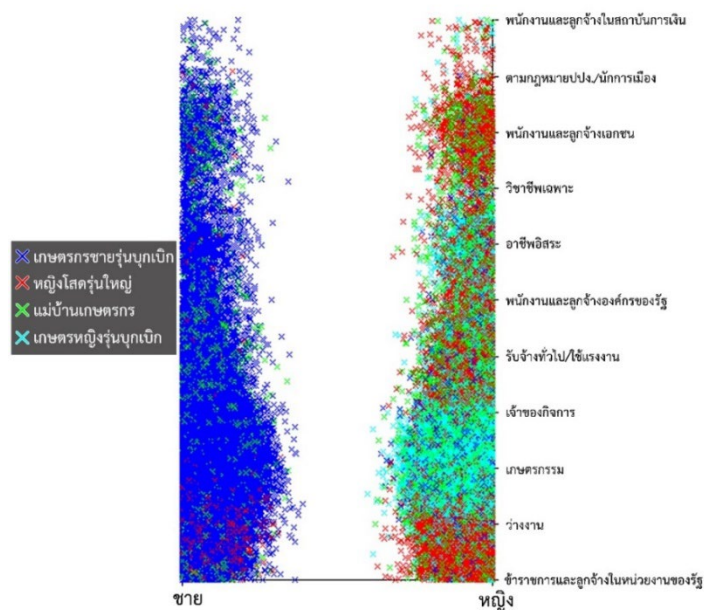 พนักงานและลูกจ้างในสถาบันการเงิน
ตามกฎหมายปปง./นักการเมือง
พนักงานและลูกจ้างเอกชน
วิชาชีพเฉพาะ
อาชีพอิสระ
พนักงานและลูกจ้างองค์กรของรัฐ
รับจ้างทั่วไป/ใช้แรงงาน
เจ้าของกิจการ
เกษตรกรรม
ว่างงาน
ข้าราชการและลูกจ้างในหน่วยงานของรัฐ
เกษตรกรชายรุ่นบุกเบิก
หญิงโสดรุ่นใหญ่
แม่บ้านเกษตรกร
เกษตรหญิงรุ่นบุกเบิก
ชาย
หญิง